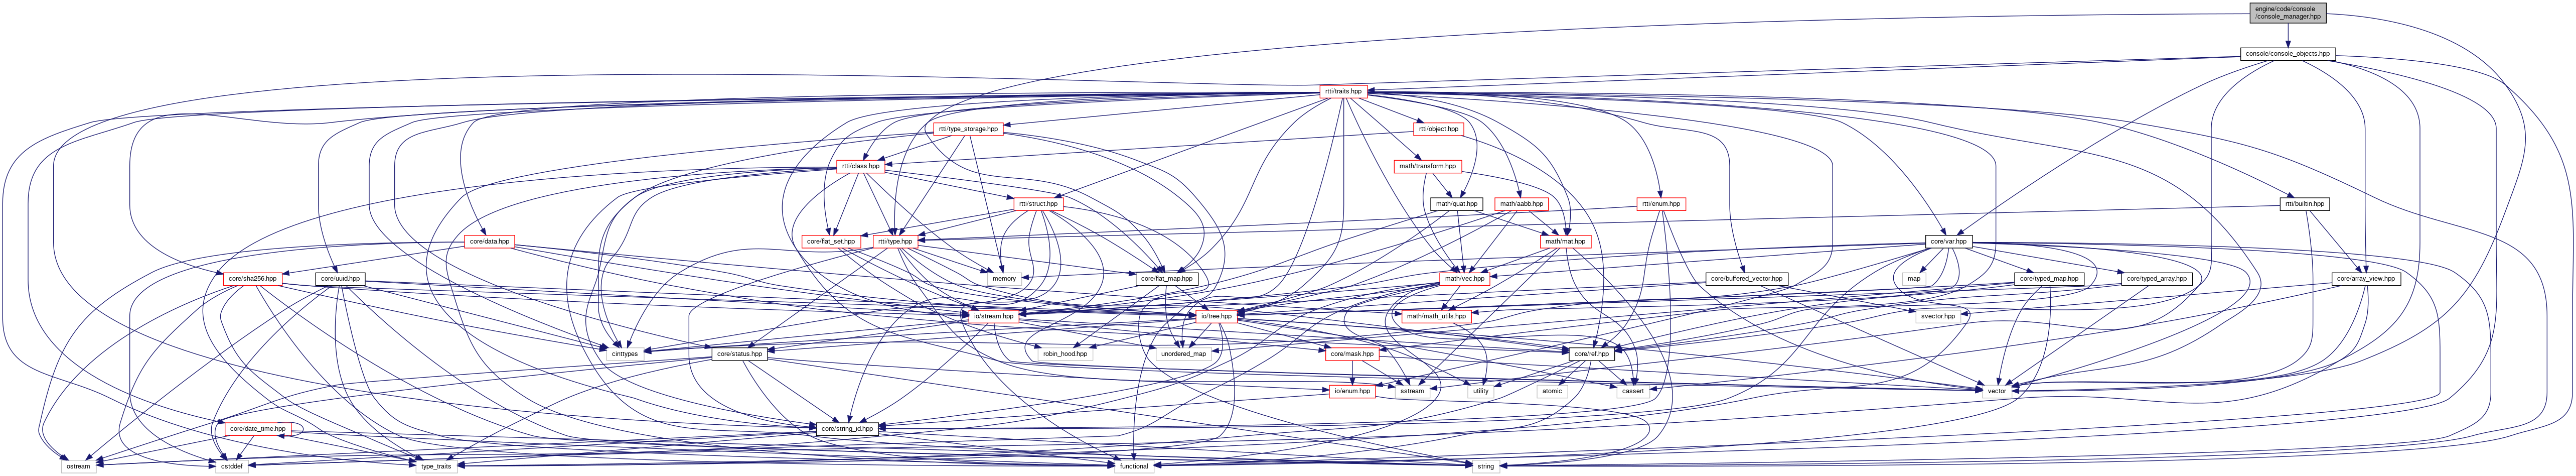 engine/code/console
/console_manager.hpp
console/console_objects.hpp
rtti/traits.hpp
rtti/type_storage.hpp
rtti/object.hpp
rtti/class.hpp
math/transform.hpp
rtti/struct.hpp
math/quat.hpp
math/aabb.hpp
rtti/enum.hpp
rtti/builtin.hpp
core/data.hpp
core/flat_set.hpp
rtti/type.hpp
math/mat.hpp
core/var.hpp
core/sha256.hpp
core/uuid.hpp
memory
core/flat_map.hpp
math/vec.hpp
core/buffered_vector.hpp
map
core/typed_map.hpp
core/typed_array.hpp
core/array_view.hpp
io/stream.hpp
io/tree.hpp
math/math_utils.hpp
svector.hpp
cinttypes
core/status.hpp
robin_hood.hpp
unordered_map
core/mask.hpp
core/ref.hpp
io/enum.hpp
sstream
utility
atomic
cassert
vector
core/date_time.hpp
core/string_id.hpp
ostream
cstddef
type_traits
functional
string